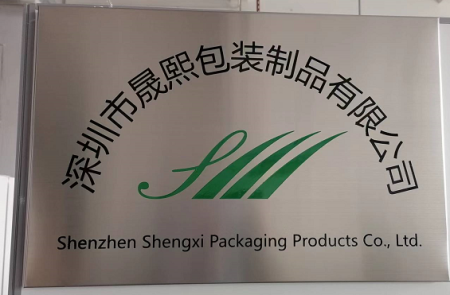 深圳市晟熙包装制品有限公司
Shenzhen Shengxi Packaging Products Co., Ltd.